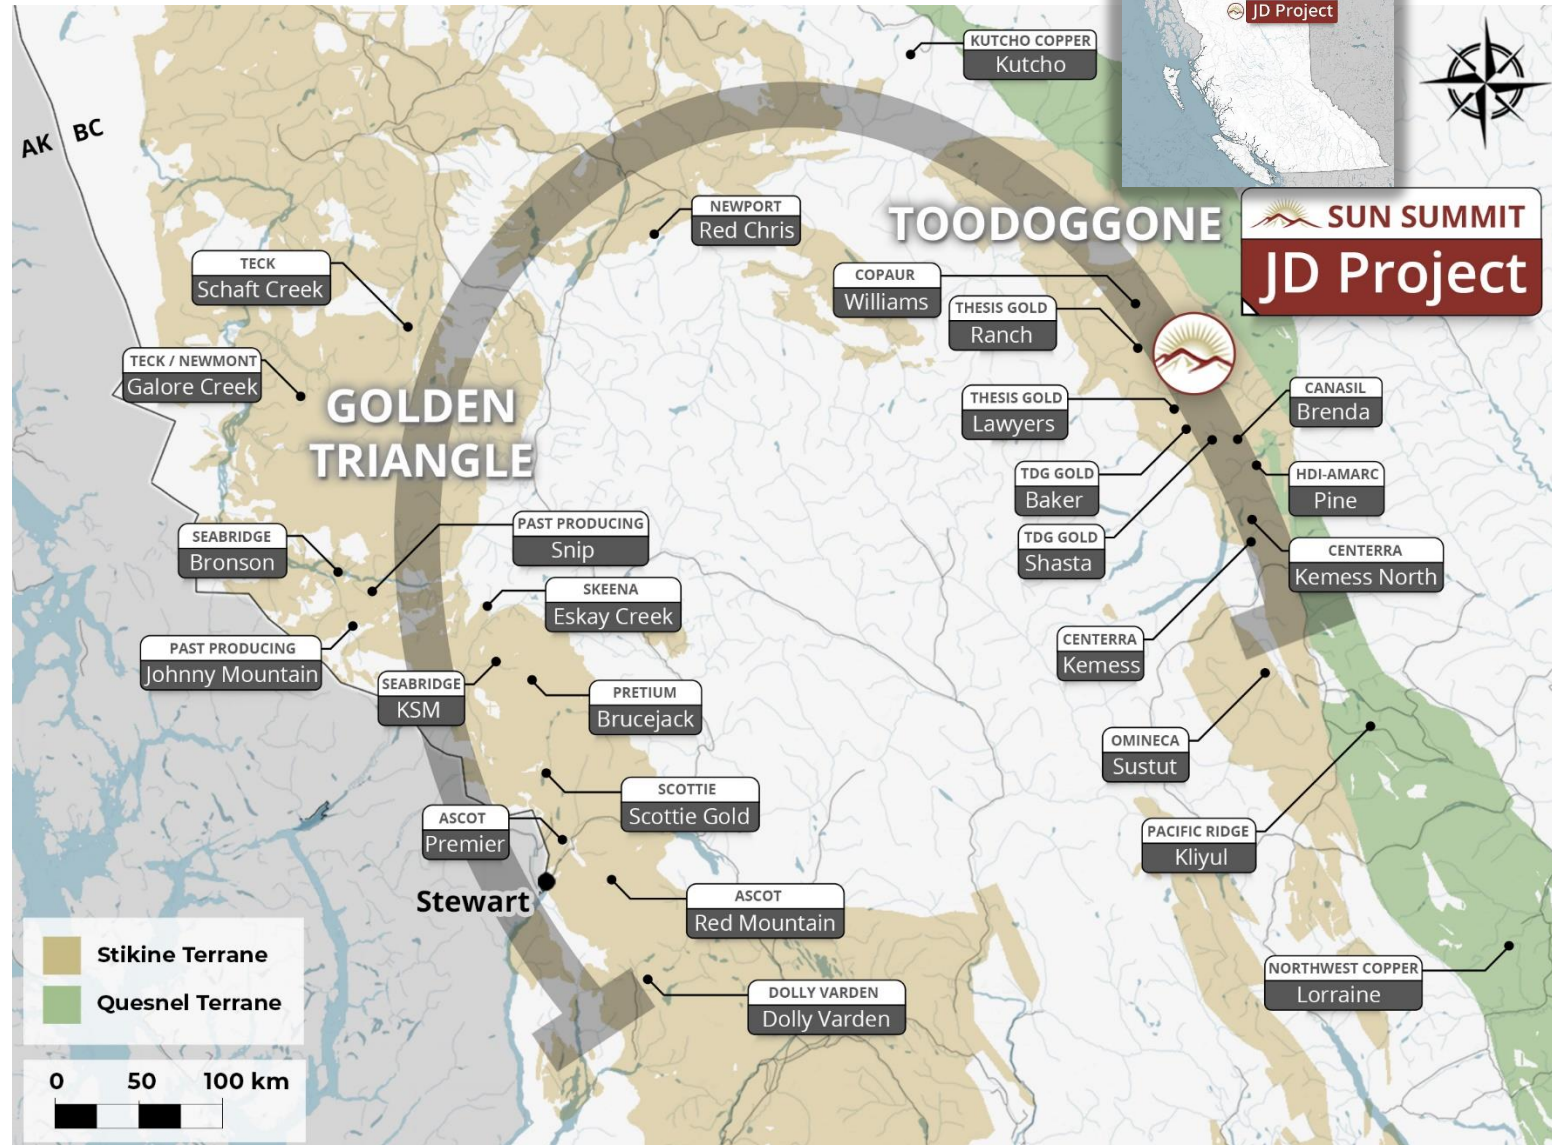 JD Project
KUTCHO COPPER
Kutcho
AK
BC
NEWPORT
Red Chris
TOODOGGONE
SUN SUMMIT
JD Project
TECK
Schaft Creek
COPAUR
Williams
THESIS GOLD
Ranch
TECK / NEWMONT
Galore Creek
GOLDEN
TRIANGLE
THESIS GOLD
Lawyers
CANASIL
Brenda
TDG GOLD
Baker
HDI-AMARC
Pine
SEABRIDGE
Bronson
PAST PRODUCING
Snip
TDG GOLD
Shasta
CENTERRA
Kemess North
SKEENA
Eskay Creek
PAST PRODUCING
Johnny Mountain
CENTERRA
Kemess
SEABRIDGE
KSM
PRETIUM
Brucejack
OMINECA
Sustut
SCOTTIE
Scottie Gold
ASCOT
Premier
PACIFIC RIDGE
Kliyul
Stewart
ASCOT
Red Mountain
Stikine Terrane
Quesnel Terrane
NORTHWEST COPPER
Lorraine
DOLLY VARDEN
Dolly Varden
0 50 100 km